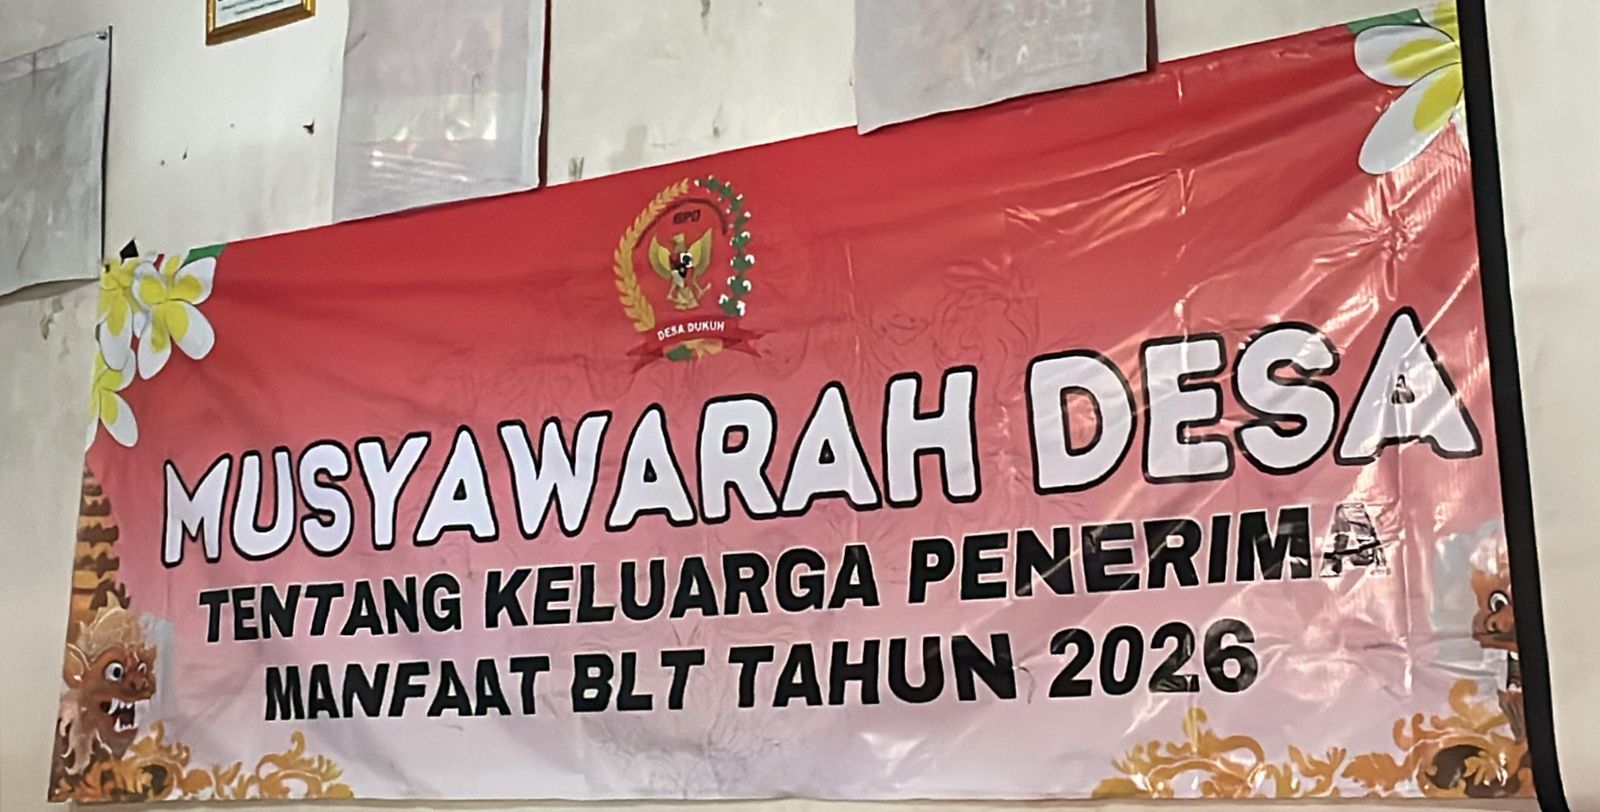 BPD
DESA DUKUH
MUSYAWARAH DESA
TENTANG KELUARGA PENERIMA
MANFAAT BLT TAHUN 2026